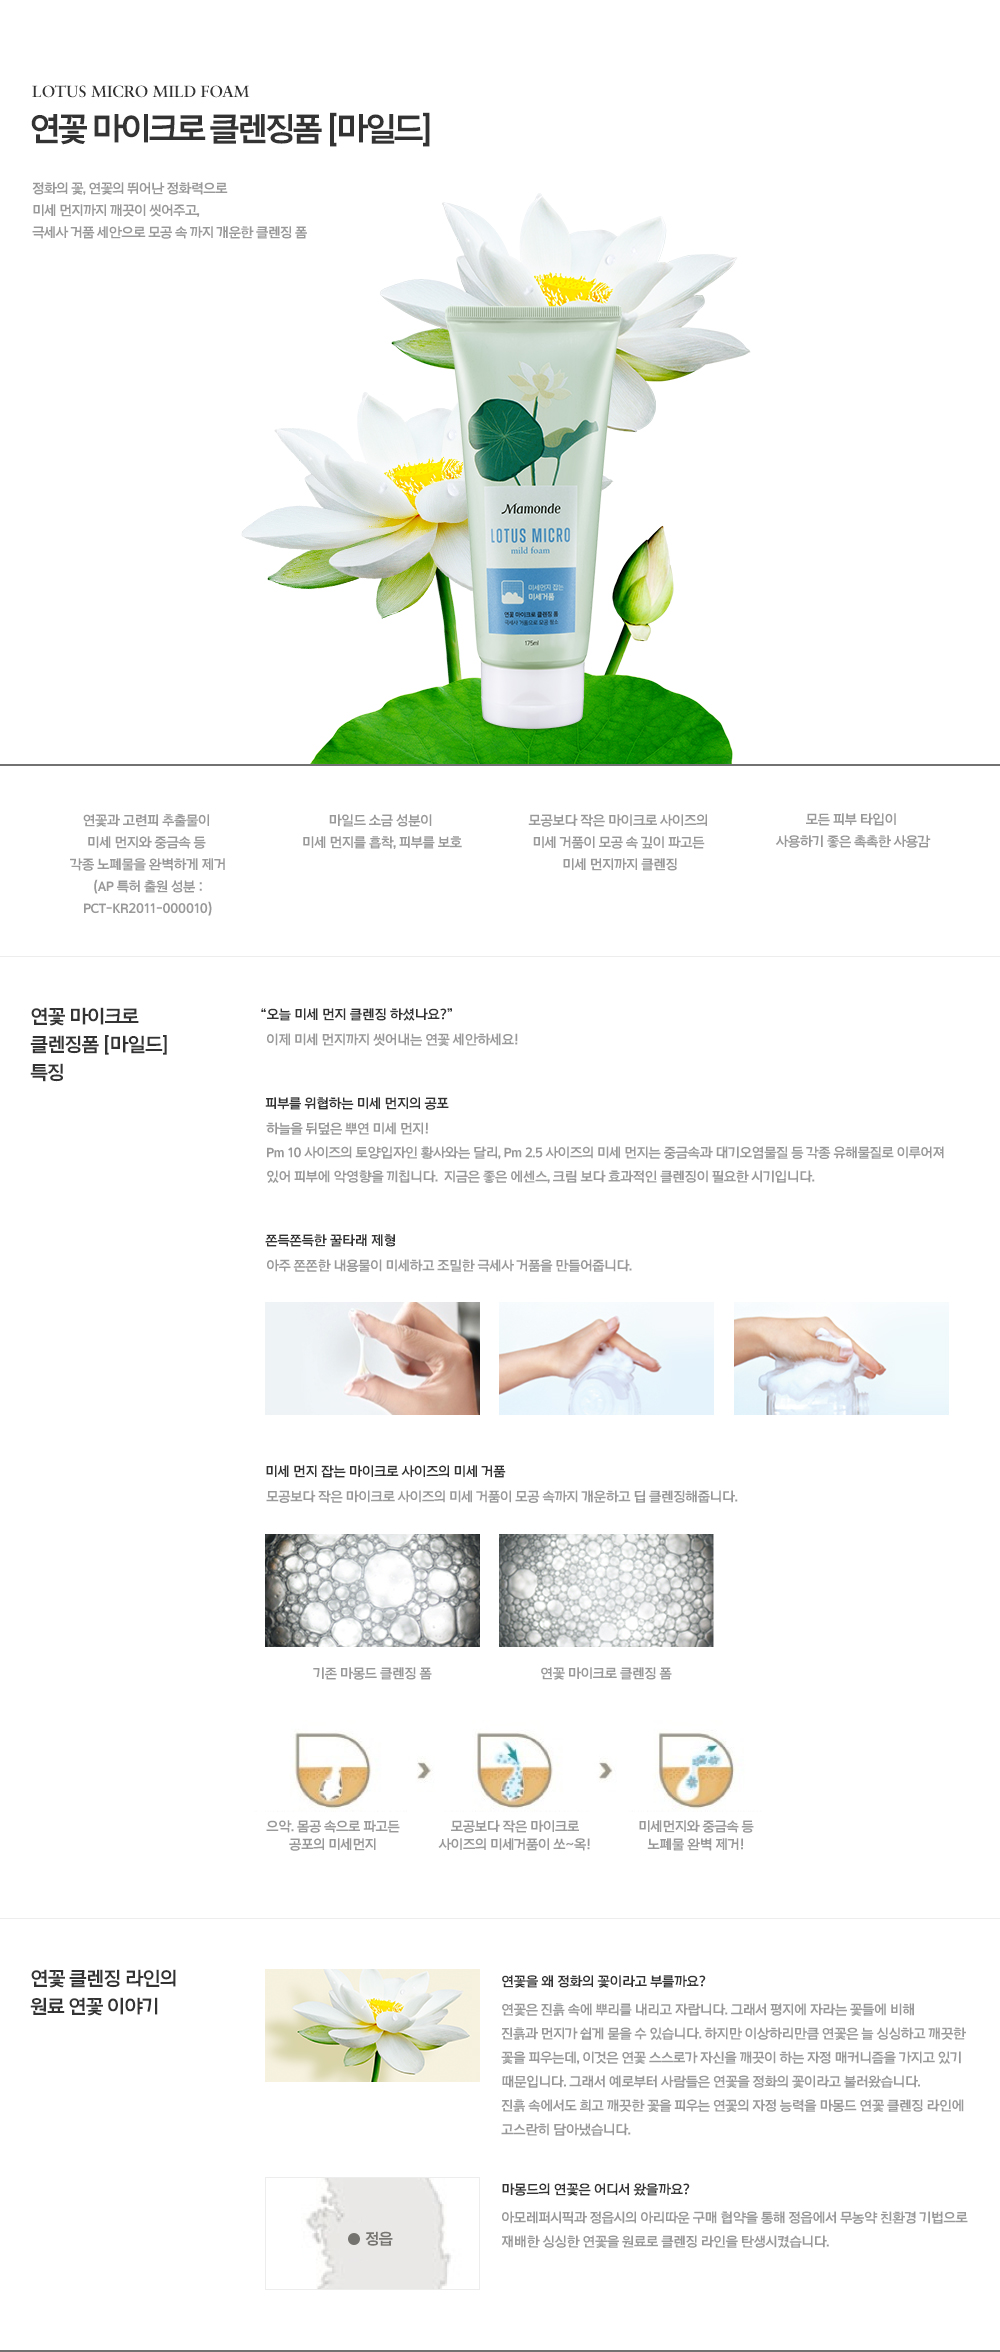 LOTUS MICRO MILD FOAM
연꽃 마이크로 클렌징폼 [마일드]
정화의 꽃, 연꽃의 뛰어난 정화력으로
미세 먼지까지 깨끗이 씻어주고,
극세사 거품 세안으로 모공 속 까지 개운한 클렌징 폼
Mamonde
LOTUS MICRO
mild foam
미세먼지 잡는
미세거품
연꽃 마이크로 클렌징 폼
극세사 거품으로 모공 청소
175ml
연꽃과 고련피 추출물이
미세 먼지와 중금속 등
각종 노폐물을 완벽하게 제거
(AP 특허 출원 성분 :
PCT-KR2011-000010)
마일드 소금 성분이
미세 먼지를 흡착, 피부를 보호
모공보다 작은 마이크로 사이즈의
미세 거품이 모공 속 깊이 파고든
미세 먼지까지 클렌징
모든 피부 타입이
사용하기 좋은 촉촉한 사용감
연꽃 마이크로
클렌징폼 [마일드]
특징
“오늘 미세 먼지 클렌징 하셨나요?”
이제 미세 먼지까지 씻어내는 연꽃 세안하세요!
피부를 위협하는 미세 먼지의 공포
하늘을 뒤덮은 뿌연 미세 먼지!
Pm 10 사이즈의 토양입자인 황사와는 달리, Pm 2.5 사이즈의 미세 먼지는 중금속과 대기오염물질 등 각종 유해물질로 이루어져
있어 피부에 악영향을 끼칩니다. 지금은 좋은 에센스, 크림 보다 효과적인 클렌징이 필요한 시기입니다.
쫀득쫀득한 꿀타래 제형
아주 쫀쫀한 내용물이 미세하고 조밀한 극세사 거품을 만들어줍니다.
미세 먼지 잡는 마이크로 사이즈의 미세 거품
모공보다 작은 마이크로 사이즈의 미세 거품이 모공 속까지 개운하고 딥 클렌징해줍니다.
기존 마몽드 클렌징 폼
연꽃 마이크로 클렌징 폼
으악. 몸공 속으로 파고든
공포의 미세먼지
모공보다 작은 마이크로
사이즈의 미세거품이 쏘~옥!
미세먼지와 중금속 등
노폐물 완벽 제거!
연꽃 클렌징 라인의
원료 연꽃 이야기
연꽃을 왜 정화의 꽃이라고 부를까요?
연꽃은 진흙 속에 뿌리를 내리고 자랍니다. 그래서 평지에 자라는 꽃들에 비해
진흙과 먼지가 쉽게 묻을 수 있습니다. 하지만 이상하리만큼 연꽃은 늘 싱싱하고 깨끗한
꽃을 피우는데, 이것은 연꽃 스스로가 자신을 깨끗이 하는 자정 매커니즘을 가지고 있기
때문입니다. 그래서 예로부터 사람들은 연꽃을 정화의 꽃이라고 불러왔습니다.
진흙 속에서도 희고 깨끗한 꽃을 피우는 연꽃의 자정 능력을 마몽드 연꽃 클렌징 라인에
고스란히 담아냈습니다.
정읍
마몽드의 연꽃은 어디서 왔을까요?
아모레퍼시픽과 정읍시의 아리따운 구매 협약을 통해 정읍에서 무농약 친환경 기법으로
재배한 싱싱한 연꽃을 원료로 클렌징 라인을 탄생시켰습니다.